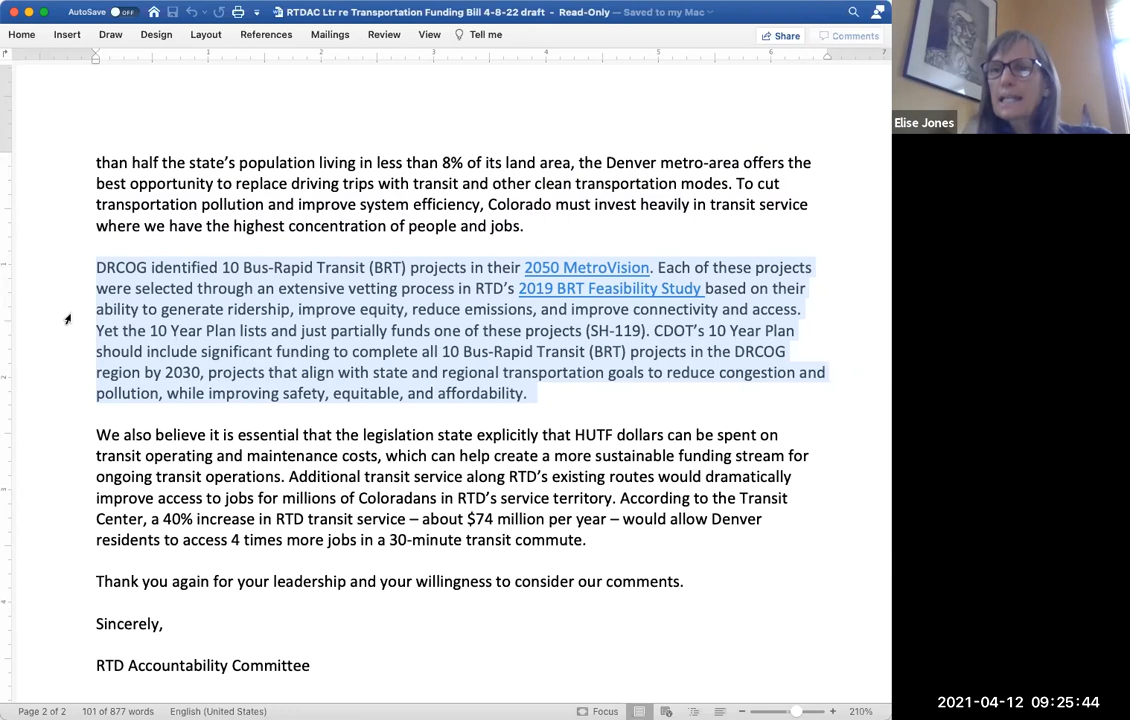 AutoSave OFF RTDAC Ltr re Transportation Funding Bill 4-8-22 draft - Read-Only — Saved to my Mac
Home Insert Draw Design Layout References Mailings Review View Tell me Share Comments
1 2 3 4 5 6 7
Elise Jones
than half the state's population living in less than 8% of its land area, the Denver metro-area offers the
best opportunity to replace driving trips with transit and other clean transportation modes. To cut
transportation pollution and improve system efficiency, Colorado must invest heavily in transit service
where we have the highest concentration of people and jobs.
DRCOG identified 10 Bus-Rapid Transit (BRT) projects in their 2050 MetroVision. Each of these projects
were selected through an extensive vetting process in RTD's 2019 BRT Feasibility Study based on their
ability to generate ridership, improve equity, reduce emissions, and improve connectivity and access.
Yet the 10 Year Plan lists and just partially funds one of these projects (SH-119). CDOT's 10 Year Plan
should include significant funding to complete all 10 Bus-Rapid Transit (BRT) projects in the DRCOG
region by 2030, projects that align with state and regional transportation goals to reduce congestion and
pollution, while improving safety, equitable, and affordability.
We also believe it is essential that the legislation state explicitly that HUTF dollars can be spent on
transit operating and maintenance costs, which can help create a more sustainable funding stream for
ongoing transit operations. Additional transit service along RTD's existing routes would dramatically
improve access to jobs for millions of Coloradans in RTD's service territory. According to the Transit
Center, a 40% increase in RTD transit service – about $74 million per year – would allow Denver
residents to access 4 times more jobs in a 30-minute transit commute.
Thank you again for your leadership and your willingness to consider our comments.
Sincerely,
RTD Accountability Committee
Page 2 of 2 101 of 877 words English (United States) Focus 210%
2021-04-12 09:25:44